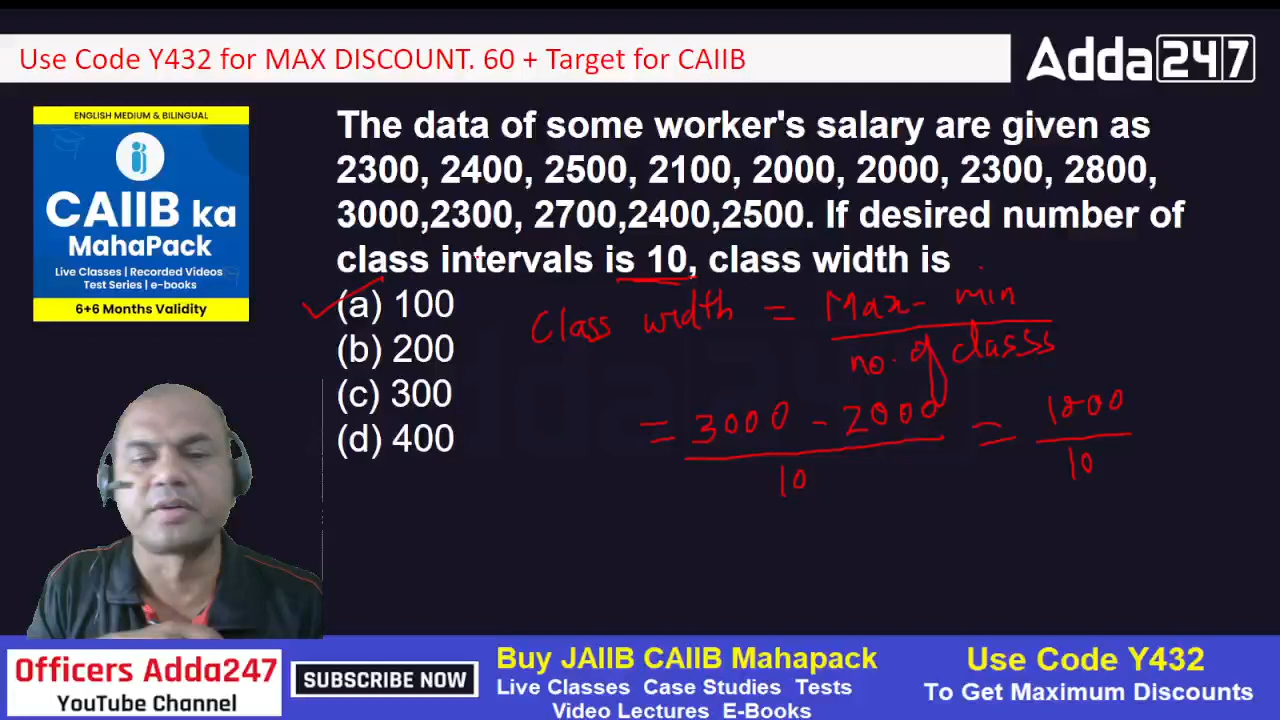 Use Code Y432 for MAX DISCOUNT. 60 + Target for CAIIB
Adda247
ENGLISH MEDIUM & BILINGUAL
CAIIB ka
MahaPack
Live Classes | Recorded Videos
Test Series | e-books
6+6 Months Validity
The data of some worker's salary are given as
2300, 2400, 2500, 2100, 2000, 2000, 2300, 2800,
3000,2300, 2700,2400,2500. If desired number of
class intervals is 10, class width is
(a) 100
(b) 200
(c) 300
(d) 400
Class width = Max - min
no. of classs
= 3000 - 2000 = 1000
10 10
Officers Adda247
YouTube Channel
SUBSCRIBE NOW
Buy JAIIB CAIIB Mahapack
Live Classes Case Studies Tests
Video Lectures E-Books
Use Code Y432
To Get Maximum Discounts